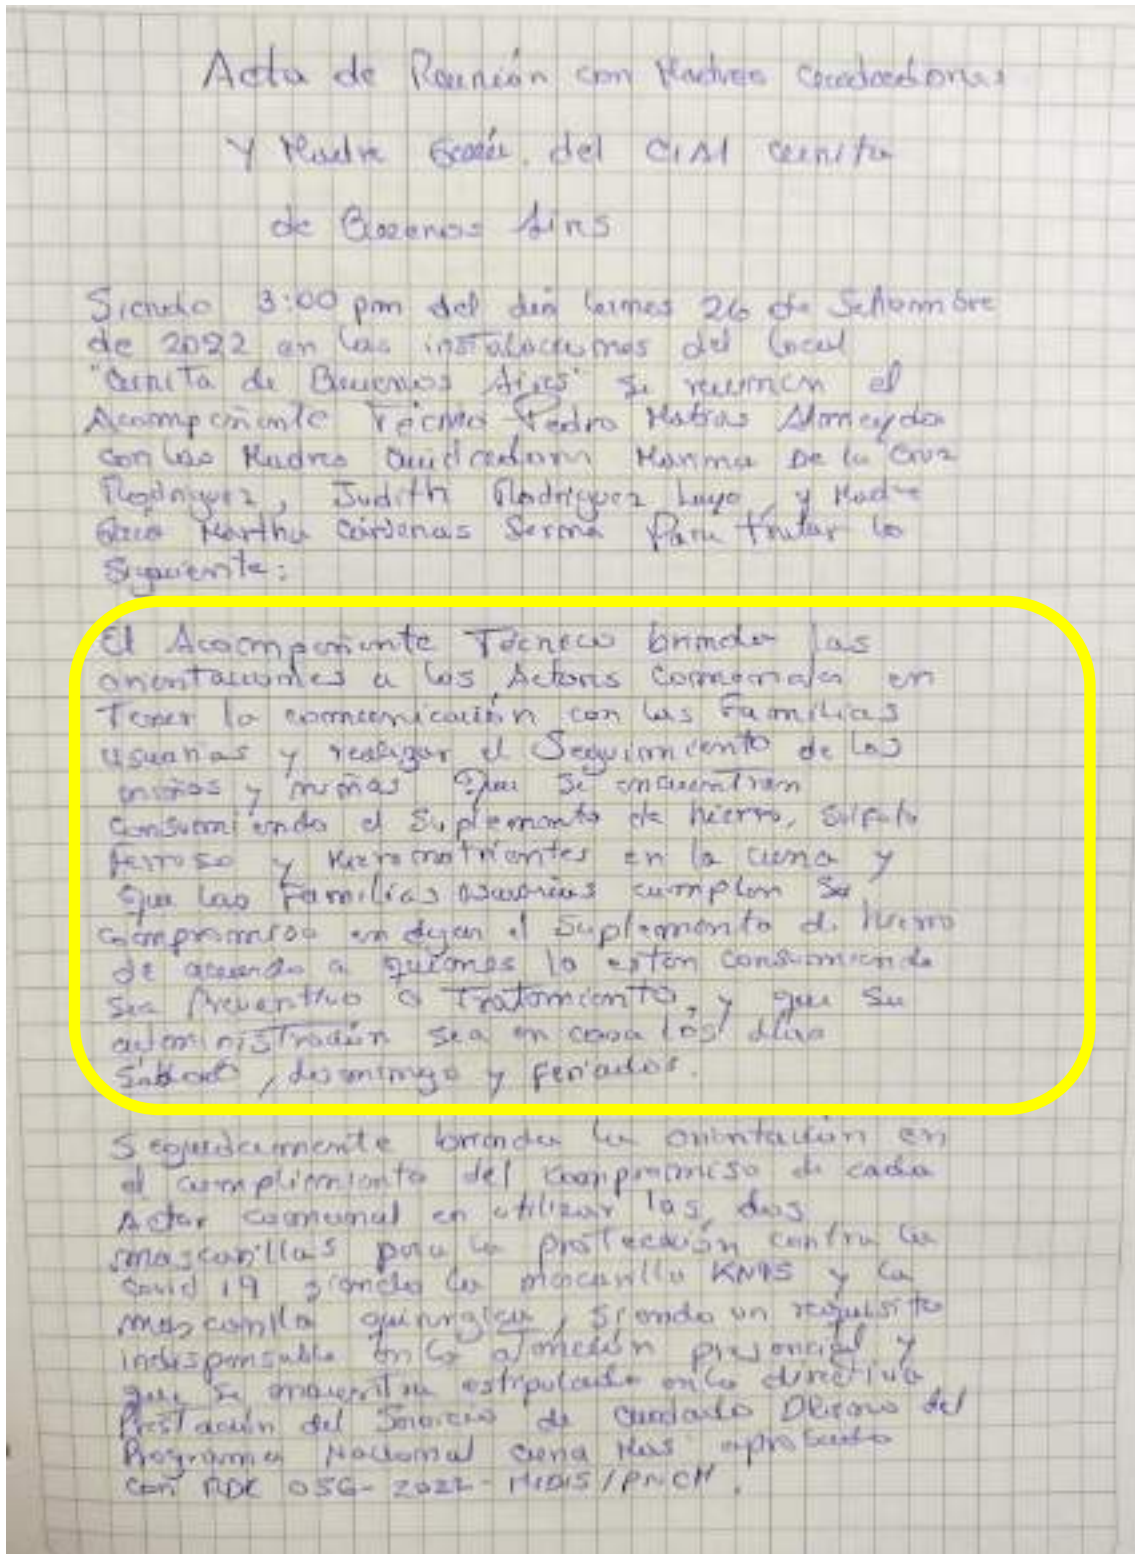 Acta de Reunión con Madres cuidadoras
Y Madre Guía. del CIAI cunita
de Buenos Aires
Siendo 3:00 pm del día lunes 26 de Setiembre
de 2022 en las instalaciones del local
"Cunita de Buenos Aires" se reunen el
Acompañante Técnico Pedro Matias Almeyda
con las Madres Cuidadora Marina De la Cruz
Rodriguez, Judith Rodriguez Luyo, y Madre
Guía Martha Cárdenas Serna Para tratar lo
Siguiente:
El Acompañante Técnico brinda las
orientaciones a los Actores Comunales en
Tener la comunicación con las Familias
usuarias y realizar el Seguimiento de los
niños y niñas Que se encuentran
consumiendo el Suplemento de hierro, Sulfato
ferroso y Micronutrientes en la cuna y
Que las Familias usuarias cumplan su
compromiso en dejar el Suplemento de hierro
de acuerdo a quienes lo estan consumiendo
sea Preventivo o Tratamiento, y que su
administración sea en casa los días
Sábado, domingo y feriados.
Seguidamente brinda la orientación en
el cumplimiento del compromiso de cada
Actor comunal en utilizar las dos
mascarillas para la protección contra la
Covid 19 siendo la mascarilla KN95 y la
mascarilla quirurgica, siendo un requisito
indispensable en la atención presencial y
que se encuentra estipulado en la directiva
Prestación del Servicio de Cuidado Diurno del
Programa Nacional Cuna Mas aprobado
con RDE 056-2022-MIDIS/PNCM.